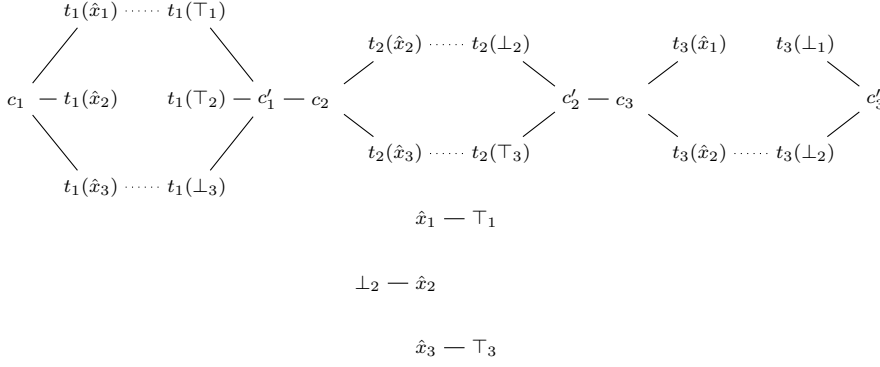 t₁(x̂₁) ······ t₁(⊤₁)
t₂(x̂₂) ······ t₂(⊥₂) t₃(x̂₁) t₃(⊥₁)
c₁ — t₁(x̂₂) t₁(⊤₂) — c′₁ — c₂ c′₂ — c₃ c′₃
t₂(x̂₃) ······ t₂(⊤₃) t₃(x̂₂) ······ t₃(⊥₂)
t₁(x̂₃) ······ t₁(⊥₃)
x̂₁ — ⊤₁
⊥₂ — x̂₂
x̂₃ — ⊤₃